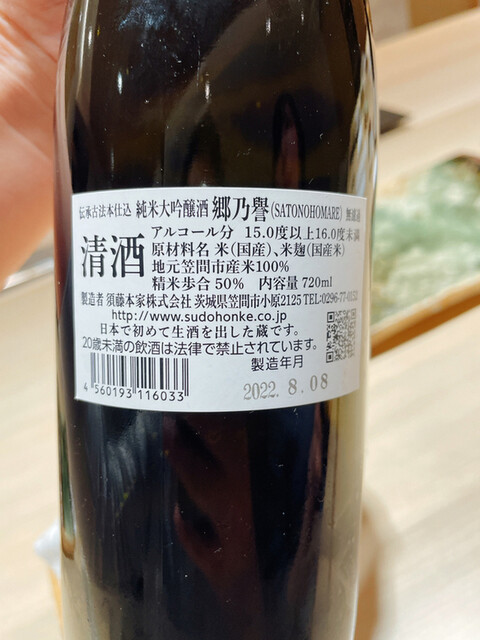 伝承古法本仕込 純米大吟醸酒 郷乃譽(SATONOHOMARE) 無濾過
清酒
アルコール分 15.0度以上16.0度未満
原材料名 米(国産)、米麹(国産米)
地元笠間市産米100%
精米歩合 50% 内容量 720ml
製造者 須藤本家株式会社 茨城県笠間市小原2125 TEL:0296-77-0152
http://www.sudohonke.co.jp
日本で初めて生酒を出した蔵です。
20歳未満の飲酒は法律で禁止されています。
製造年月
4 560193 116033
2022. 8. 08